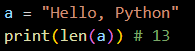 a = "Hello, Python"
print(len(a)) # 13